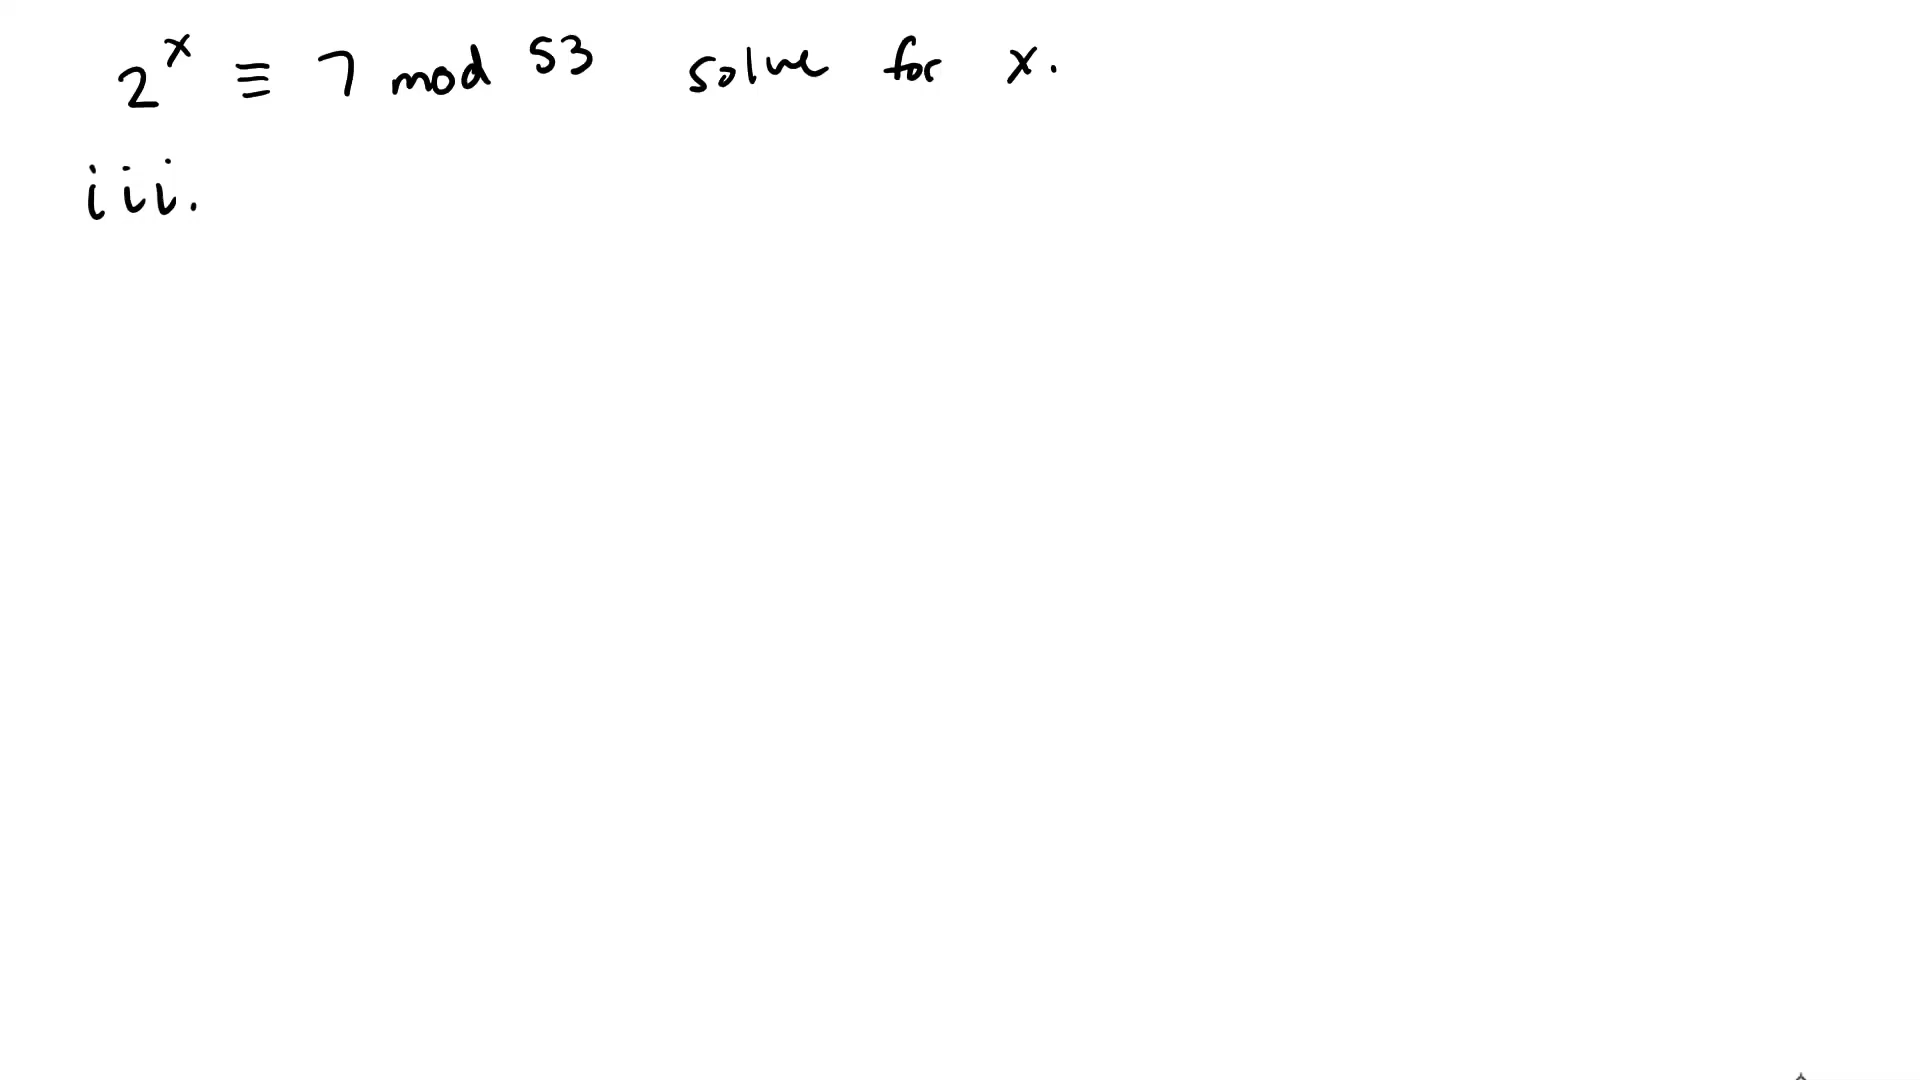 2^x ≡ 7 mod 53 solve for x.
iii.